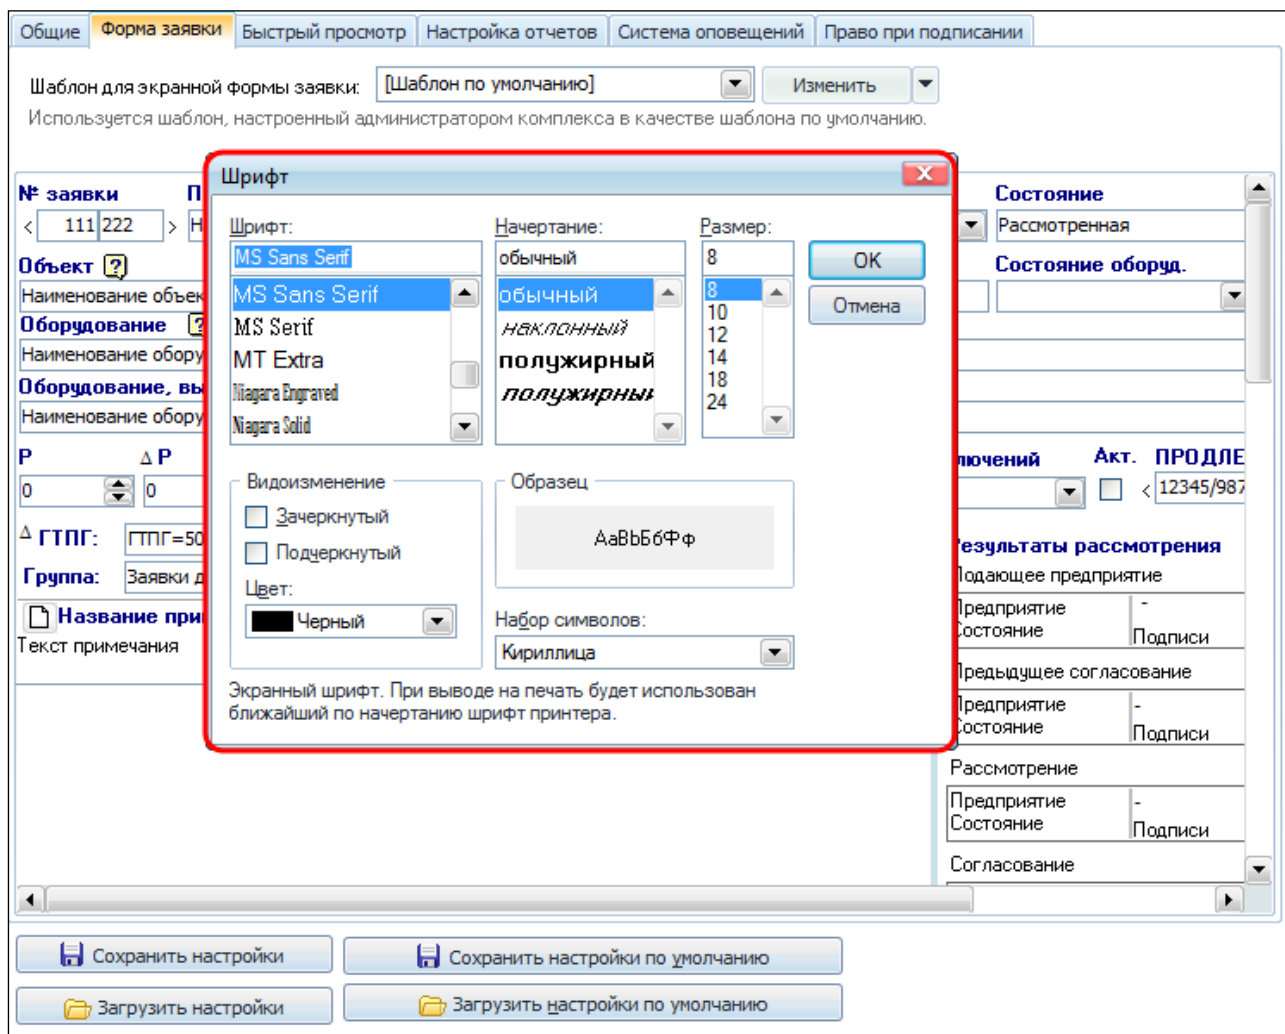 Общие Форма заявки Быстрый просмотр Настройка отчетов Система оповещений Право при подписании
Шаблон для экранной формы заявки: [Шаблон по умолчанию] Изменить
Используется шаблон, настроенный администратором комплекса в качестве шаблона по умолчанию.
Шрифт
№ заявки П Состояние
< 111 222 > Н Рассмотренная
Шрифт: Начертание: Размер:
MS Sans Serif обычный 8 OK
Объект ? Состояние оборуд.
Наименование объек
MS Sans Serif обычный 8 Отмена
MS Serif наклонный 10
MT Extra полужирный 12
Niagara Engraved полужирны 14
Niagara Solid 18
24
Оборудование ?
Наименование обору
Оборудование, вы
Наименование обору
P Δ P лючений Акт. ПРОДЛЕ
0 0 < 12345/987
Видоизменение Образец
Зачеркнутый
Подчеркнутый АаВbБбФф
Цвет:
Черный Набор символов:
Кириллица
Экранный шрифт. При выводе на печать будет использован
ближайший по начертанию шрифт принтера.
Δ ГТПГ: ГТПГ=50
Группа: Заявки д
Название при
Текст примечания
езультаты рассмотрения
Подающее предприятие
Предприятие -
Состояние Подписи
Предыдущее согласование
Предприятие -
Состояние Подписи
Рассмотрение
Предприятие -
Состояние Подписи
Согласование
Сохранить настройки Сохранить настройки по умолчанию
Загрузить настройки Загрузить настройки по умолчанию